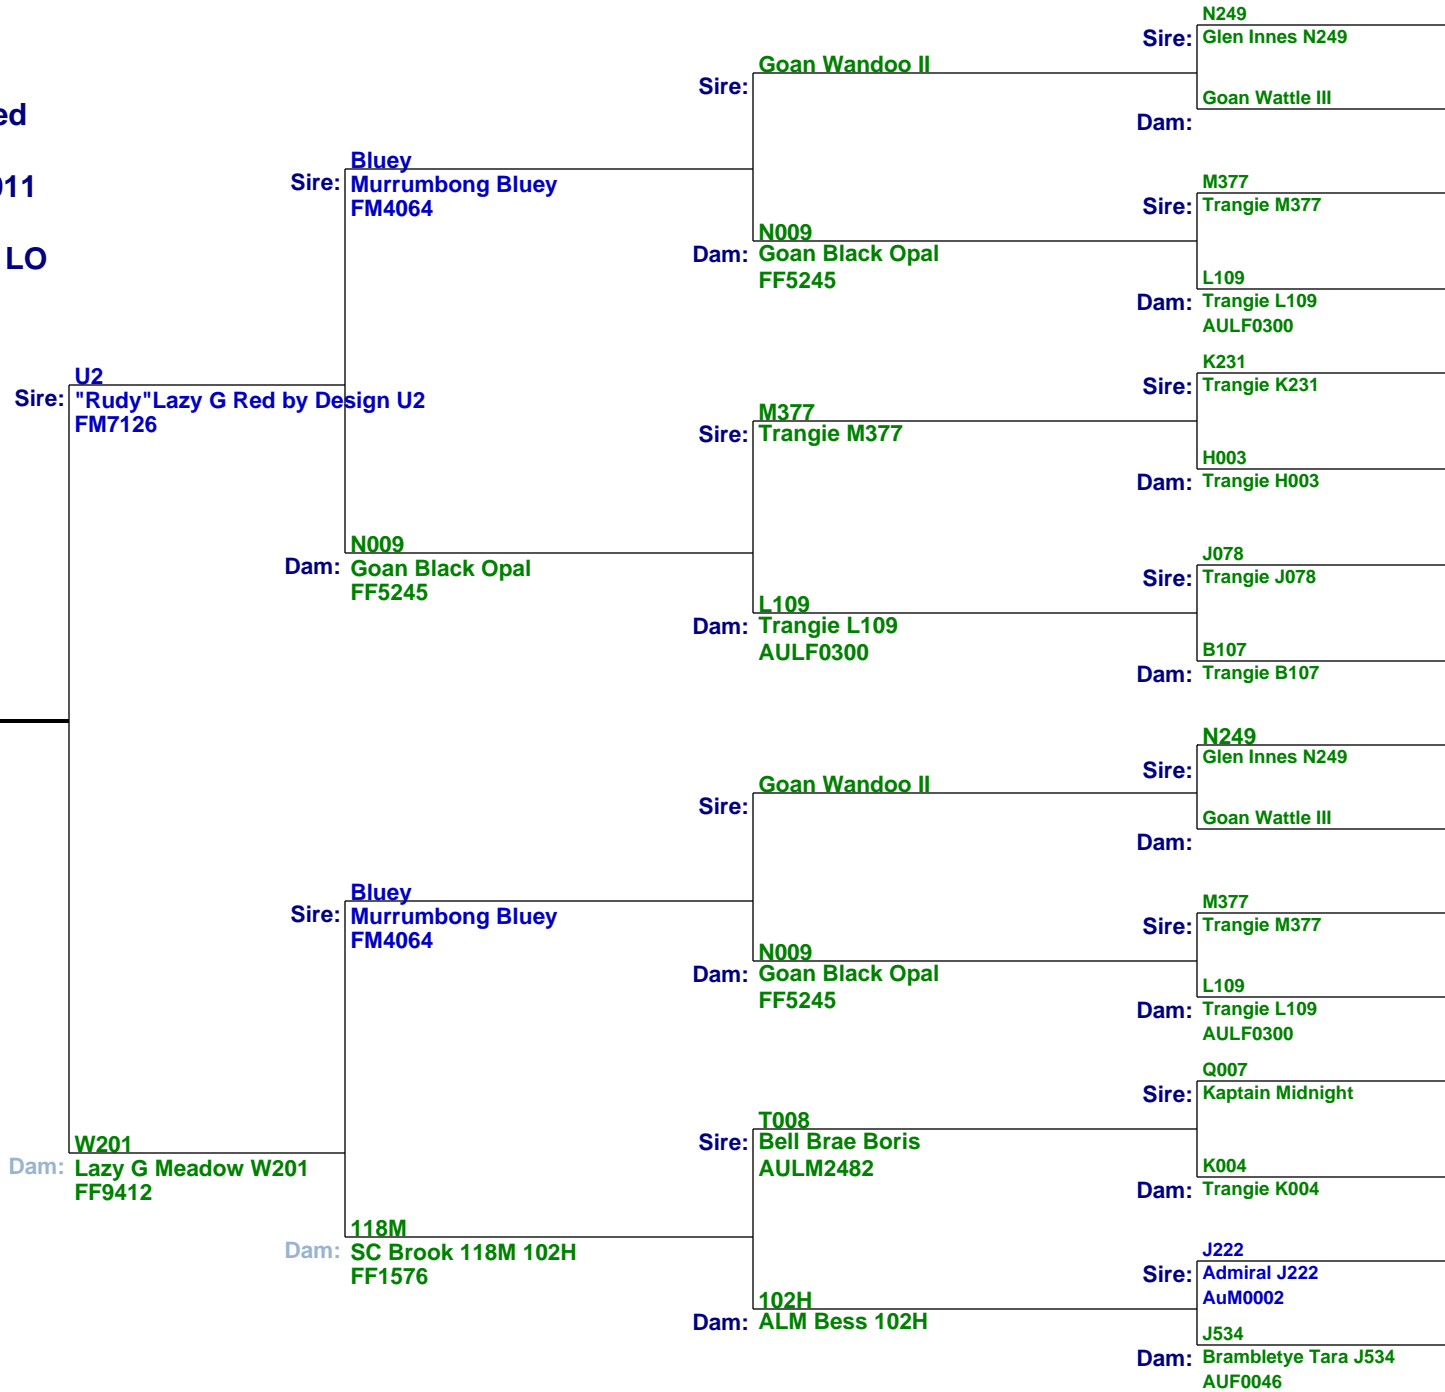 ed
011
LO
Sire:
U2
"Rudy"Lazy G Red by Design U2
FM7126
Dam:
W201
Lazy G Meadow W201
FF9412
Sire:
Bluey
Murrumbong Bluey
FM4064
Dam:
N009
Goan Black Opal
FF5245
Sire:
Bluey
Murrumbong Bluey
FM4064
Dam:
118M
SC Brook 118M 102H
FF1576
Sire:
Goan Wandoo II
Dam:
N009
Goan Black Opal
FF5245
Sire:
M377
Trangie M377
Dam:
L109
Trangie L109
AULF0300
Sire:
Goan Wandoo II
Dam:
N009
Goan Black Opal
FF5245
Sire:
T008
Bell Brae Boris
AULM2482
Dam:
102H
ALM Bess 102H
Sire:
N249
Glen Innes N249
Dam:
Goan Wattle III
Sire:
M377
Trangie M377
Dam:
L109
Trangie L109
AULF0300
Sire:
K231
Trangie K231
Dam:
H003
Trangie H003
Sire:
J078
Trangie J078
Dam:
B107
Trangie B107
Sire:
N249
Glen Innes N249
Dam:
Goan Wattle III
Sire:
M377
Trangie M377
Dam:
L109
Trangie L109
AULF0300
Sire:
Q007
Kaptain Midnight
Dam:
K004
Trangie K004
Sire:
J222
Admiral J222
AuM0002
Dam:
J534
Brambletye Tara J534
AUF0046